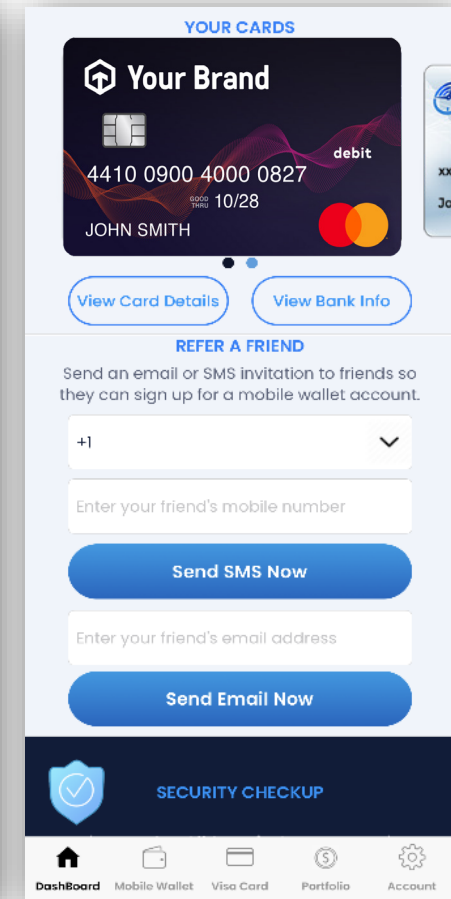 YOUR CARDS
Your Brand
debit
4410 0900 4000 0827
GOOD THRU 10/28
JOHN SMITH
xx
Jo
View Card Details
View Bank Info
REFER A FRIEND
Send an email or SMS invitation to friends so
they can sign up for a mobile wallet account.
+1
Enter your friend's mobile number
Send SMS Now
Enter your friend's email address
Send Email Now
SECURITY CHECKUP
DashBoard
Mobile Wallet
Visa Card
Portfolio
Account